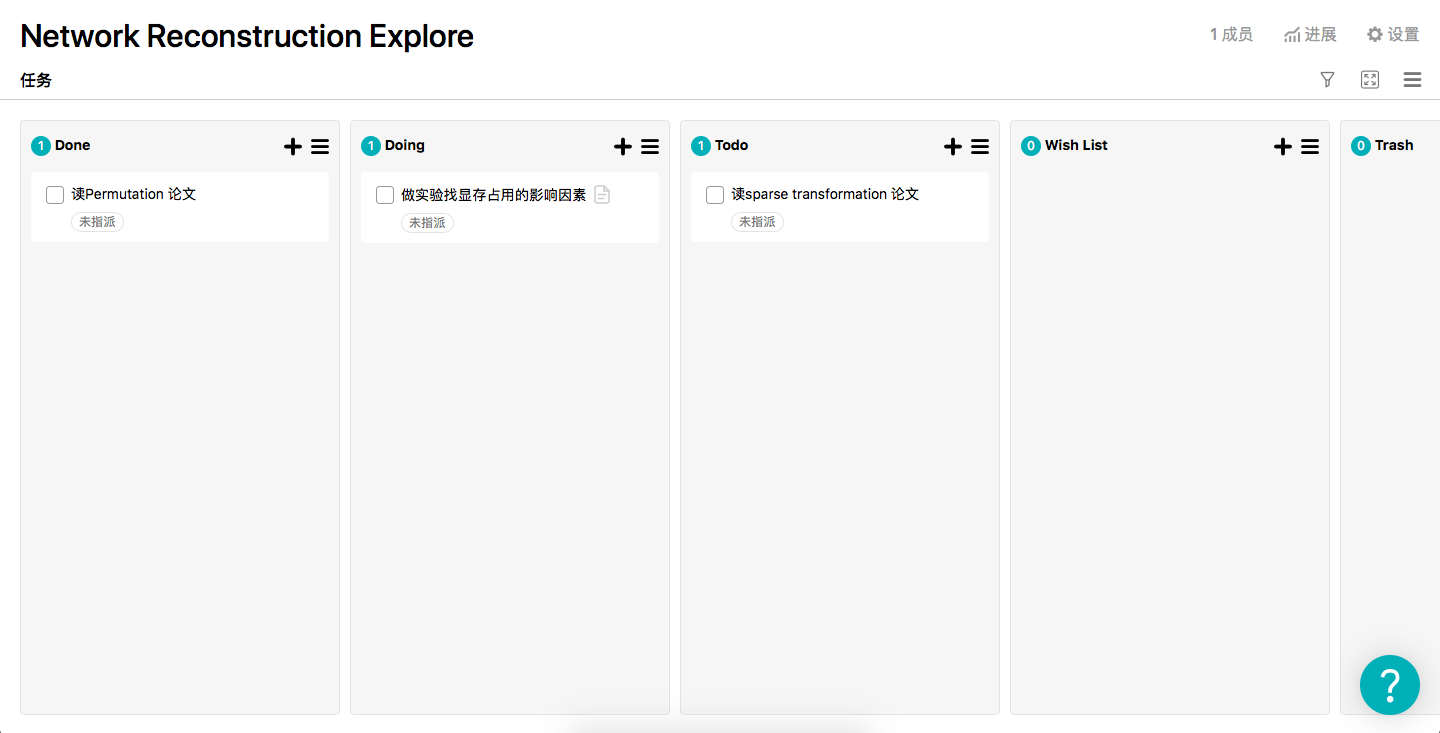 Network Reconstruction Explore
1 成员 进展 设置
任务
1 Done
读Permutation 论文
未指派
1 Doing
做实验找显存占用的影响因素
未指派
1 Todo
读sparse transformation 论文
未指派
0 Wish List
0 Trash
?